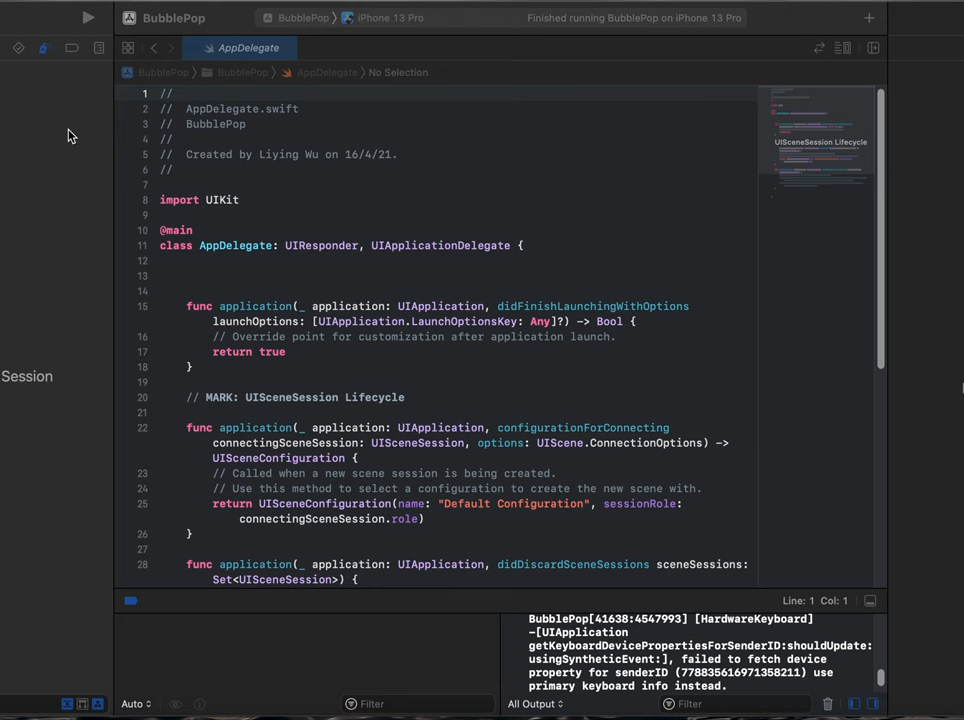 BubblePop
BubblePop
iPhone 13 Pro
Finished running BubblePop on iPhone 13 Pro
AppDelegate
BubblePop
BubblePop
AppDelegate
No Selection
1 //
2 // AppDelegate.swift
3 // BubblePop
4 //
5 // Created by Liying Wu on 16/4/21.
6 //
7
8 import UIKit
9
10 @main
11 class AppDelegate: UIResponder, UIApplicationDelegate {
12
13
14
15 func application(_ application: UIApplication, didFinishLaunchingWithOptions
launchOptions: [UIApplication.LaunchOptionsKey: Any]?) -> Bool {
16 // Override point for customization after application launch.
17 return true
18 }
19
20 // MARK: UISceneSession Lifecycle
21
22 func application(_ application: UIApplication, configurationForConnecting
connectingSceneSession: UISceneSession, options: UIScene.ConnectionOptions) ->
UISceneConfiguration {
23 // Called when a new scene session is being created.
24 // Use this method to select a configuration to create the new scene with.
25 return UISceneConfiguration(name: "Default Configuration", sessionRole:
connectingSceneSession.role)
26 }
27
28 func application(_ application: UIApplication, didDiscardSceneSessions sceneSessions:
Set<UISceneSession>) {
UISceneSession Lifecycle
Session
Line: 1 Col: 1
BubblePop[41638:4547993] [HardwareKeyboard]
-[UIApplication
getKeyboardDevicePropertiesForSenderID:shouldUpdate:
usingSyntheticEvent:], failed to fetch device
property for senderID (778835616971358211) use
primary keyboard info instead.
Auto
Filter
All Output
Filter